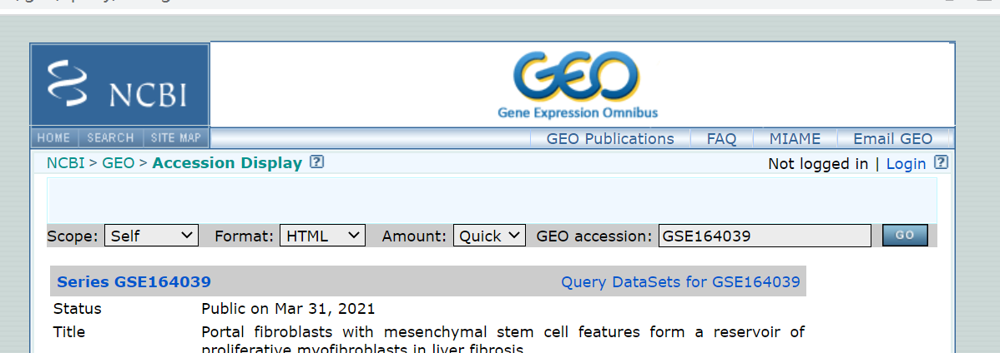 NCBI
GEO
Gene Expression Omnibus
HOME SEARCH SITE MAP GEO Publications FAQ MIAME Email GEO
NCBI > GEO > Accession Display ? Not logged in | Login ?
Scope: Self Format: HTML Amount: Quick GEO accession: GSE164039 GO
Series GSE164039 Query DataSets for GSE164039
Status Public on Mar 31, 2021
Title Portal fibroblasts with mesenchymal stem cell features form a reservoir of
proliferative myofibroblasts in liver fibrosis